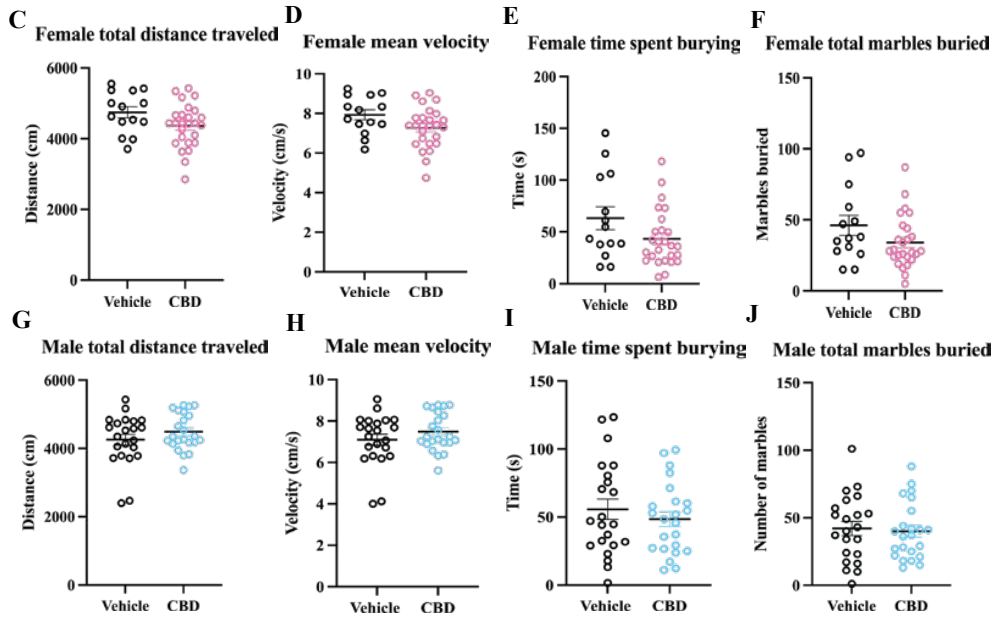 C
Female total distance traveled
6000
4000
2000
0
Distance (cm)
Vehicle
CBD
D
Female mean velocity
10
8
6
4
2
0
Velocity (cm/s)
Vehicle
CBD
E
Female time spent burying
200
150
100
50
0
Time (s)
Vehicle
CBD
F
Female total marbles buried
150
100
50
0
Marbles buried
Vehicle
CBD
G
Male total distance traveled
6000
4000
2000
0
Distance (cm)
Vehicle
CBD
H
Male mean velocity
10
8
6
4
2
0
Velocity (cm/s)
Vehicle
CBD
I
Male time spent burying
150
100
50
0
Time (s)
Vehicle
CBD
J
Male total marbles buried
150
100
50
0
Number of marbles
Vehicle
CBD